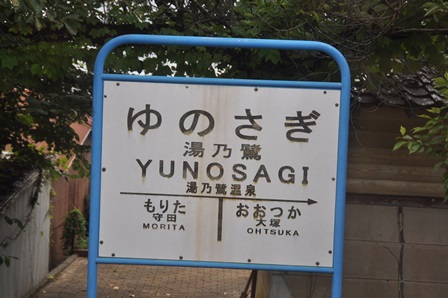 ゆのさぎ
湯乃鷺
YUNOSAGI
湯乃鷺温泉
もりた おおつか
守田 大塚
MORITA OHTSUKA